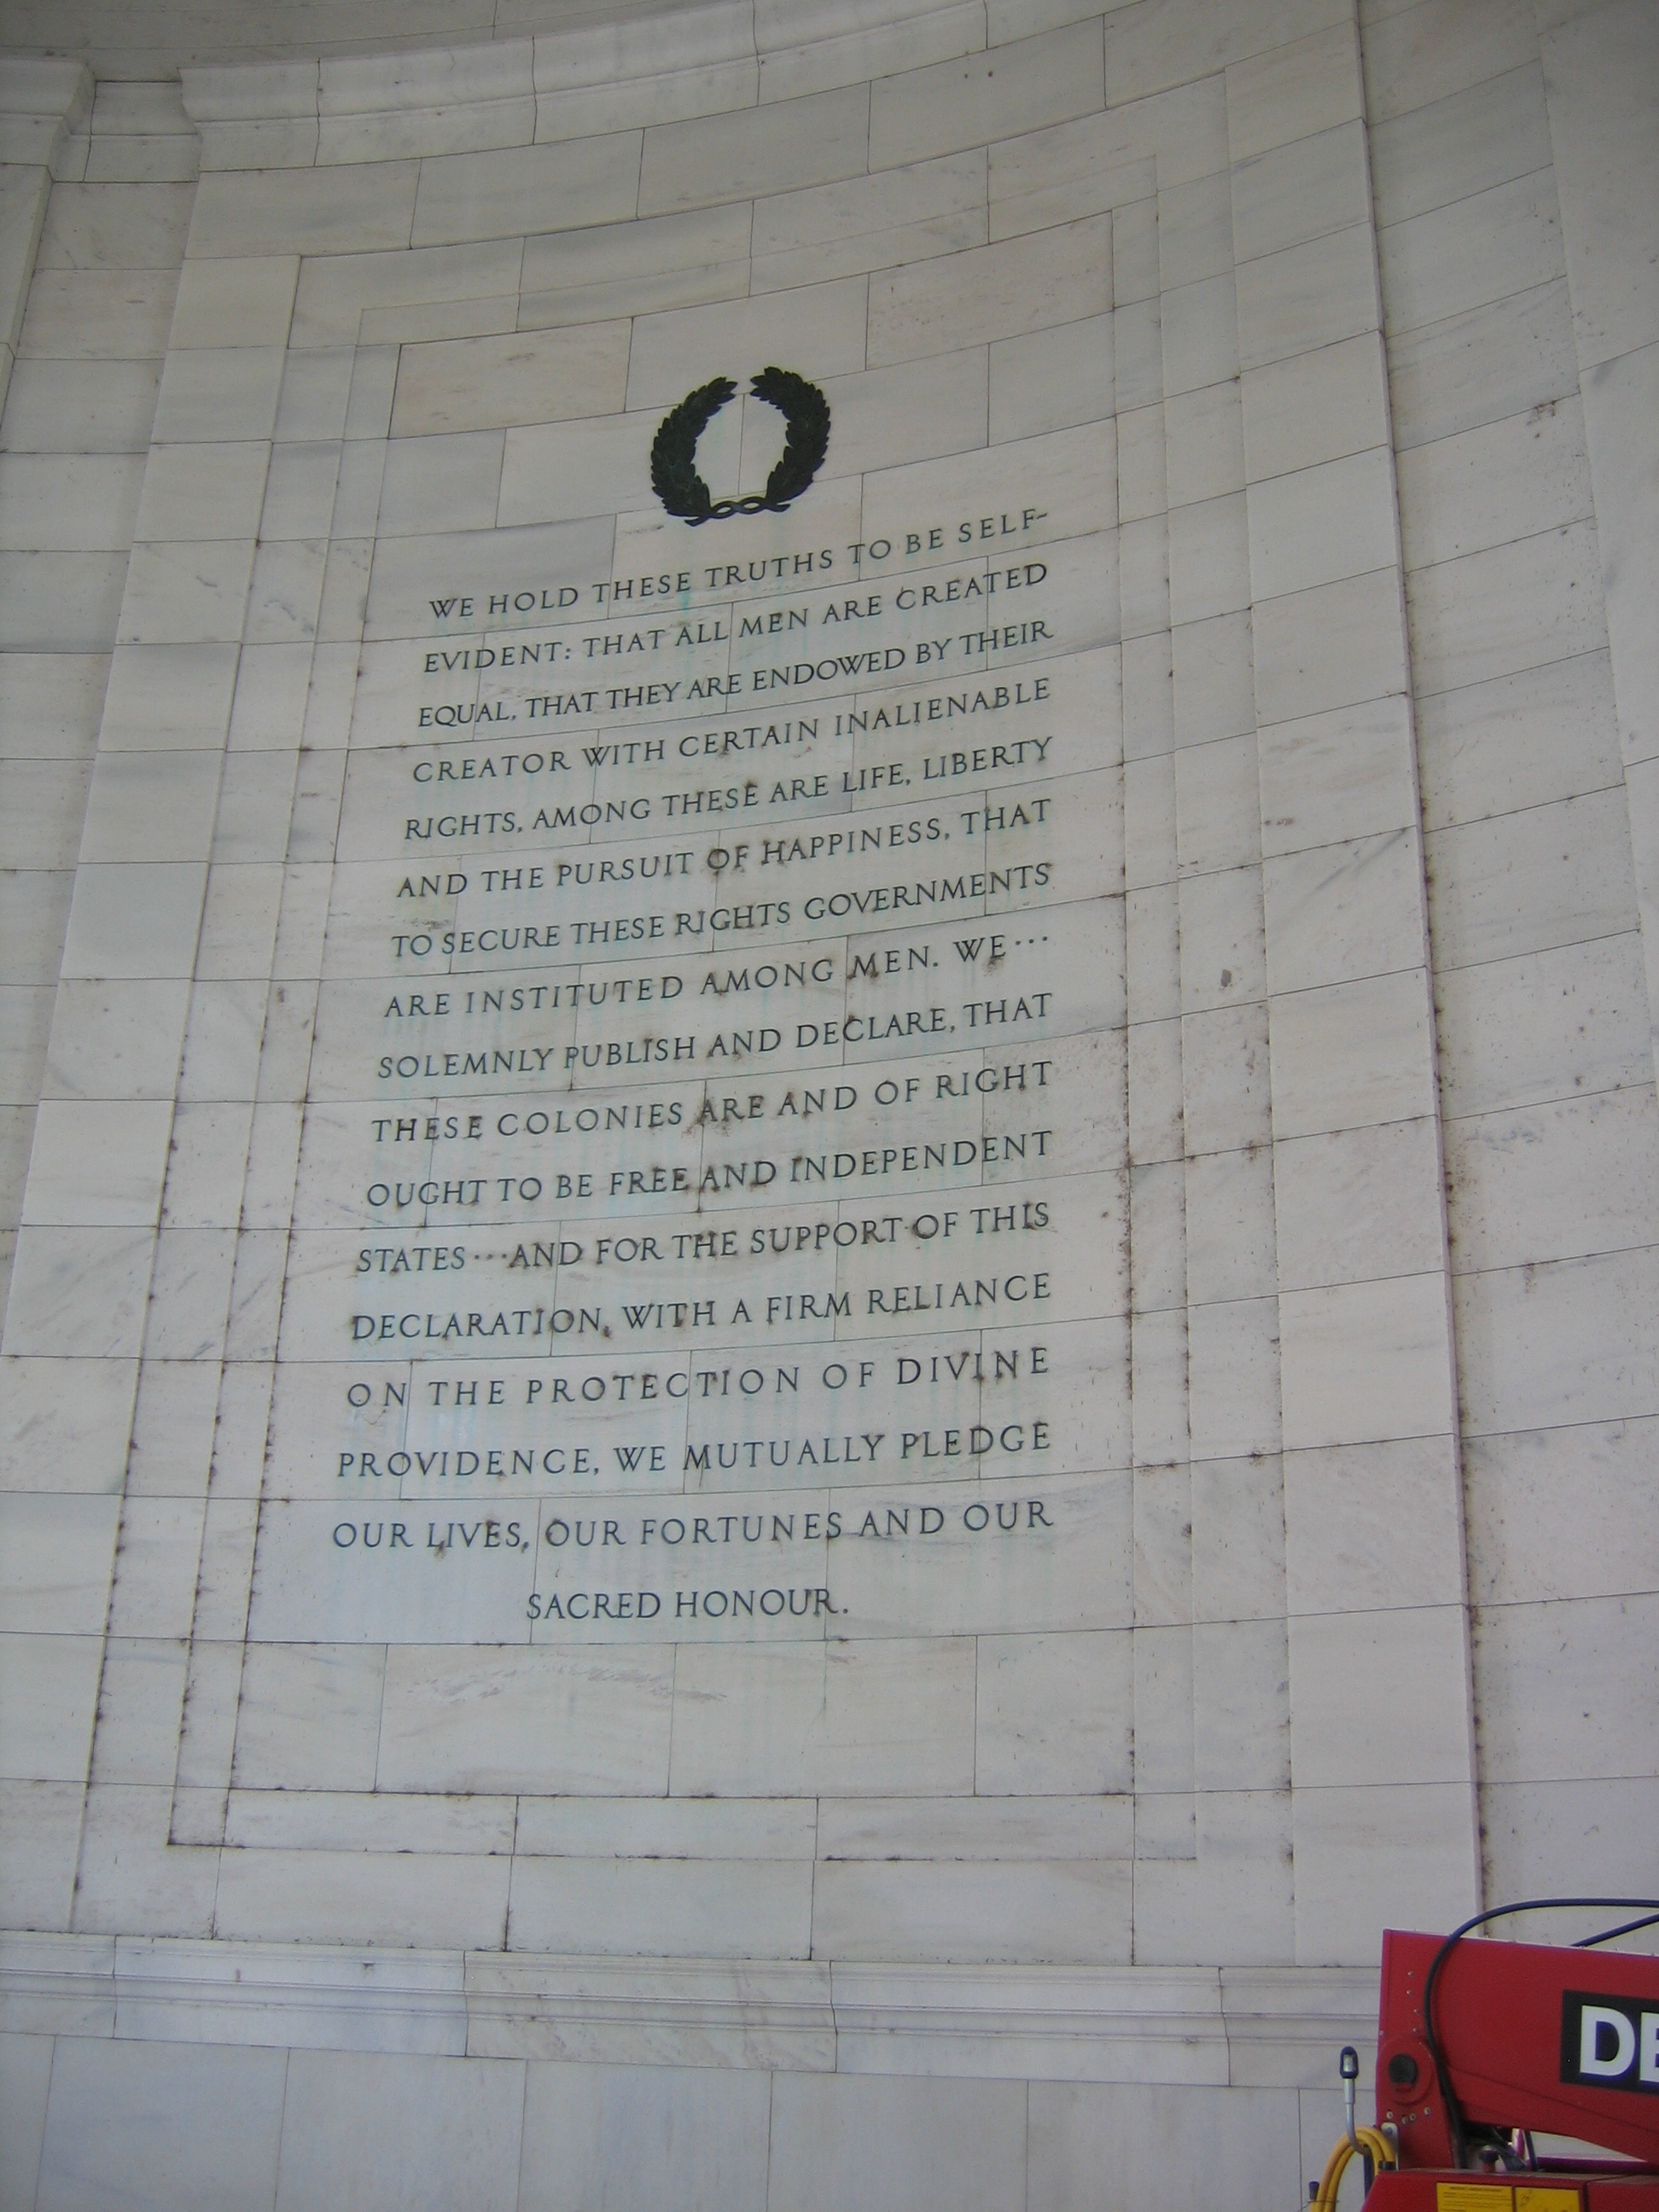 WE HOLD THESE TRUTHS TO BE SELF-
EVIDENT: THAT ALL MEN ARE CREATED
EQUAL, THAT THEY ARE ENDOWED BY THEIR
CREATOR WITH CERTAIN INALIENABLE
RIGHTS, AMONG THESE ARE LIFE, LIBERTY
AND THE PURSUIT OF HAPPINESS, THAT
TO SECURE THESE RIGHTS GOVERNMENTS
ARE INSTITUTED AMONG MEN. WE···
SOLEMNLY PUBLISH AND DECLARE, THAT
THESE COLONIES ARE AND OF RIGHT
OUGHT TO BE FREE AND INDEPENDENT
STATES···AND FOR THE SUPPORT OF THIS
DECLARATION, WITH A FIRM RELIANCE
ON THE PROTECTION OF DIVINE
PROVIDENCE, WE MUTUALLY PLEDGE
OUR LIVES, OUR FORTUNES AND OUR
SACRED HONOUR.